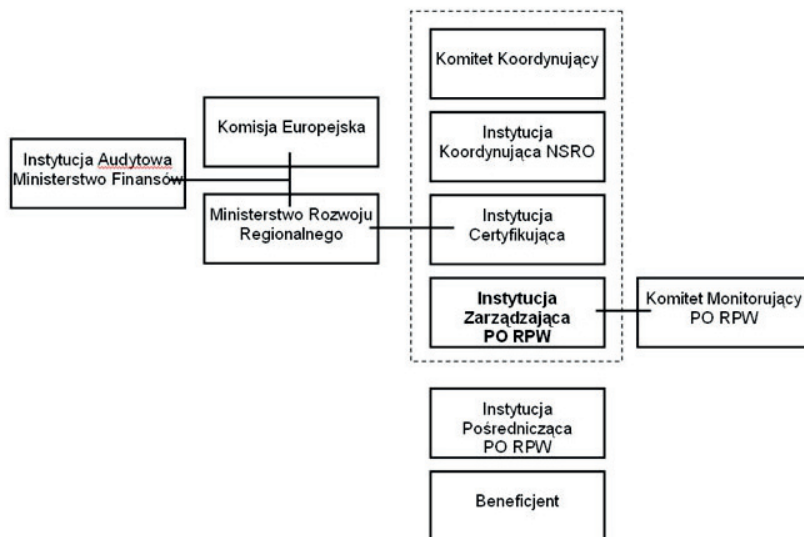 Komitet Koordynujący
Komisja Europejska
Instytucja
Koordynująca NSRO
Instytucja Audytowa
Ministerstwo Finansów
Ministerstwo Rozwoju
Regionalnego
Instytucja
Certyfikująca
Instytucja
Zarządzająca
PO RPW
Komitet Monitorujący
PO RPW
Instytucja
Pośrednicząca
PO RPW
Beneficjent